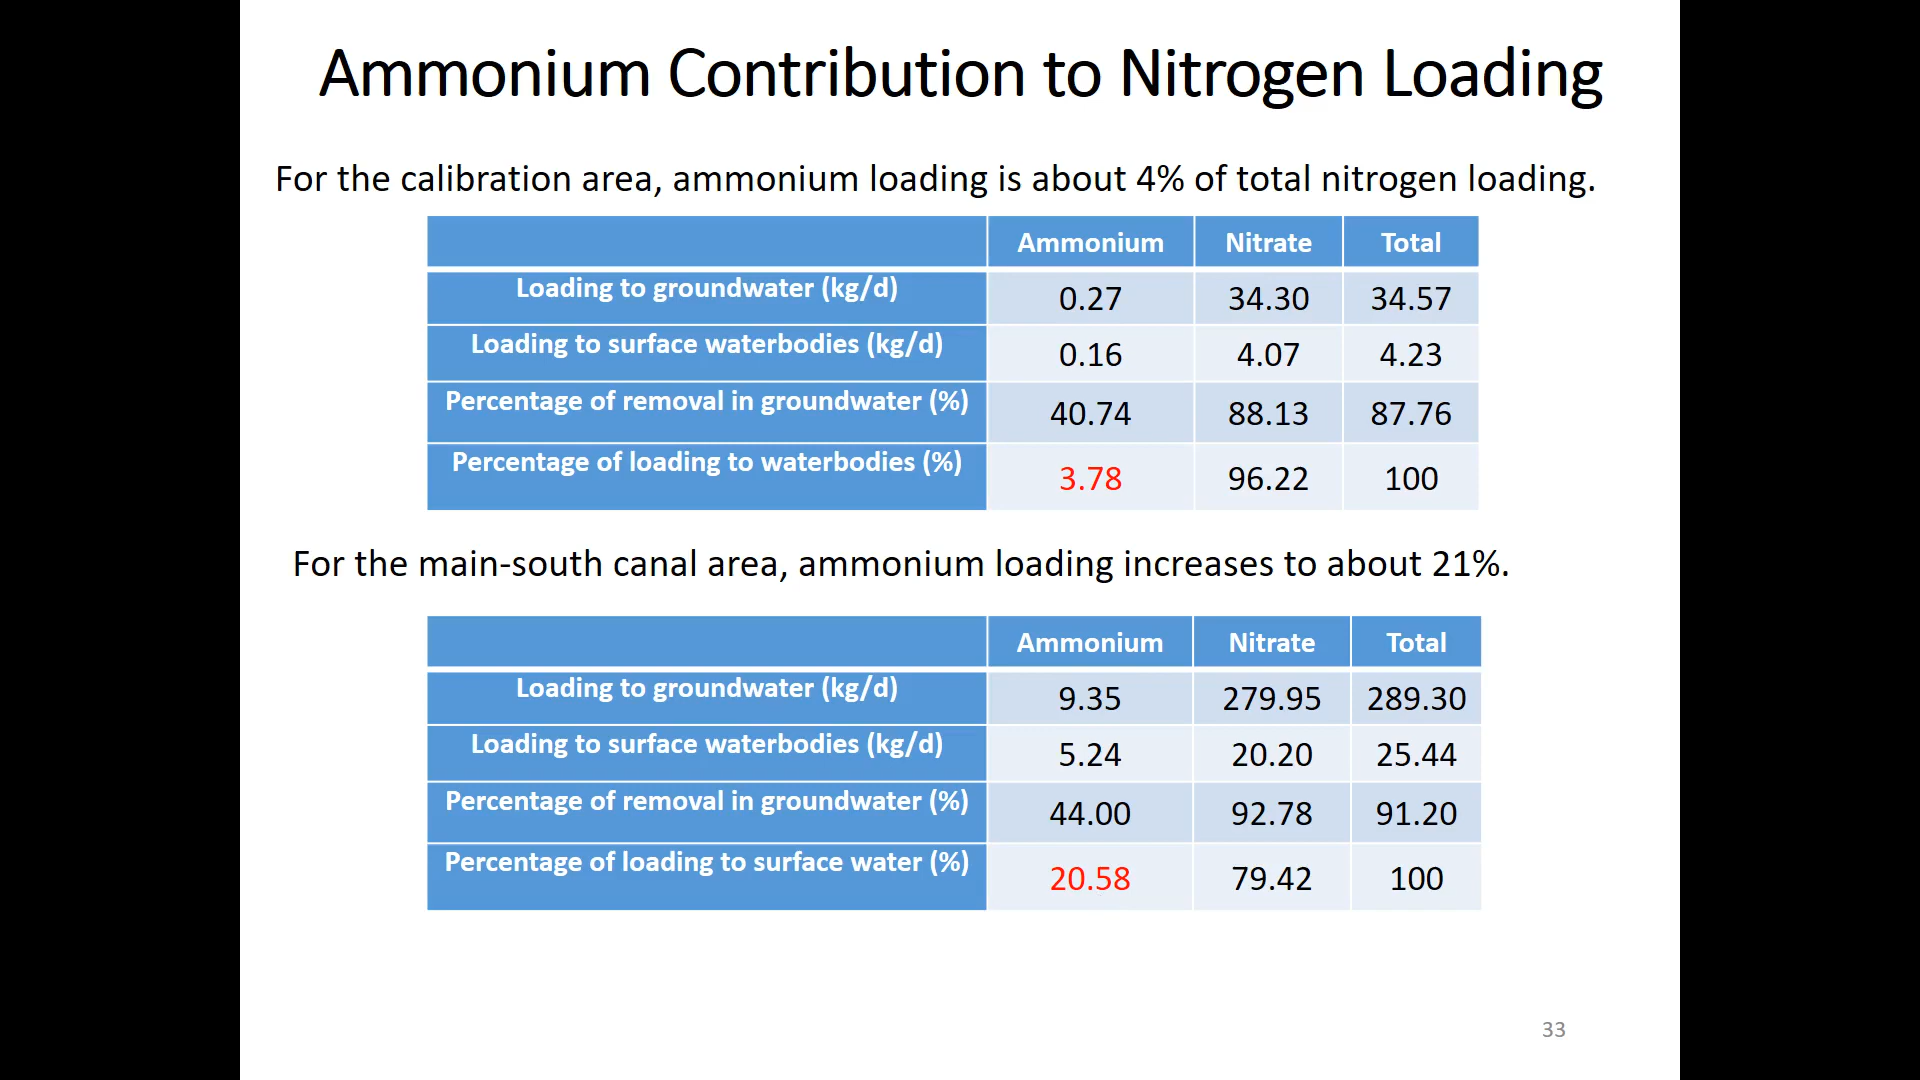 Ammonium Contribution to Nitrogen Loading
For the calibration area, ammonium loading is about 4% of total nitrogen loading.
Ammonium Nitrate Total
Loading to groundwater (kg/d) 0.27 34.30 34.57
Loading to surface waterbodies (kg/d) 0.16 4.07 4.23
Percentage of removal in groundwater (%) 40.74 88.13 87.76
Percentage of loading to waterbodies (%) 3.78 96.22 100
For the main-south canal area, ammonium loading increases to about 21%.
Ammonium Nitrate Total
Loading to groundwater (kg/d) 9.35 279.95 289.30
Loading to surface waterbodies (kg/d) 5.24 20.20 25.44
Percentage of removal in groundwater (%) 44.00 92.78 91.20
Percentage of loading to surface water (%) 20.58 79.42 100
33